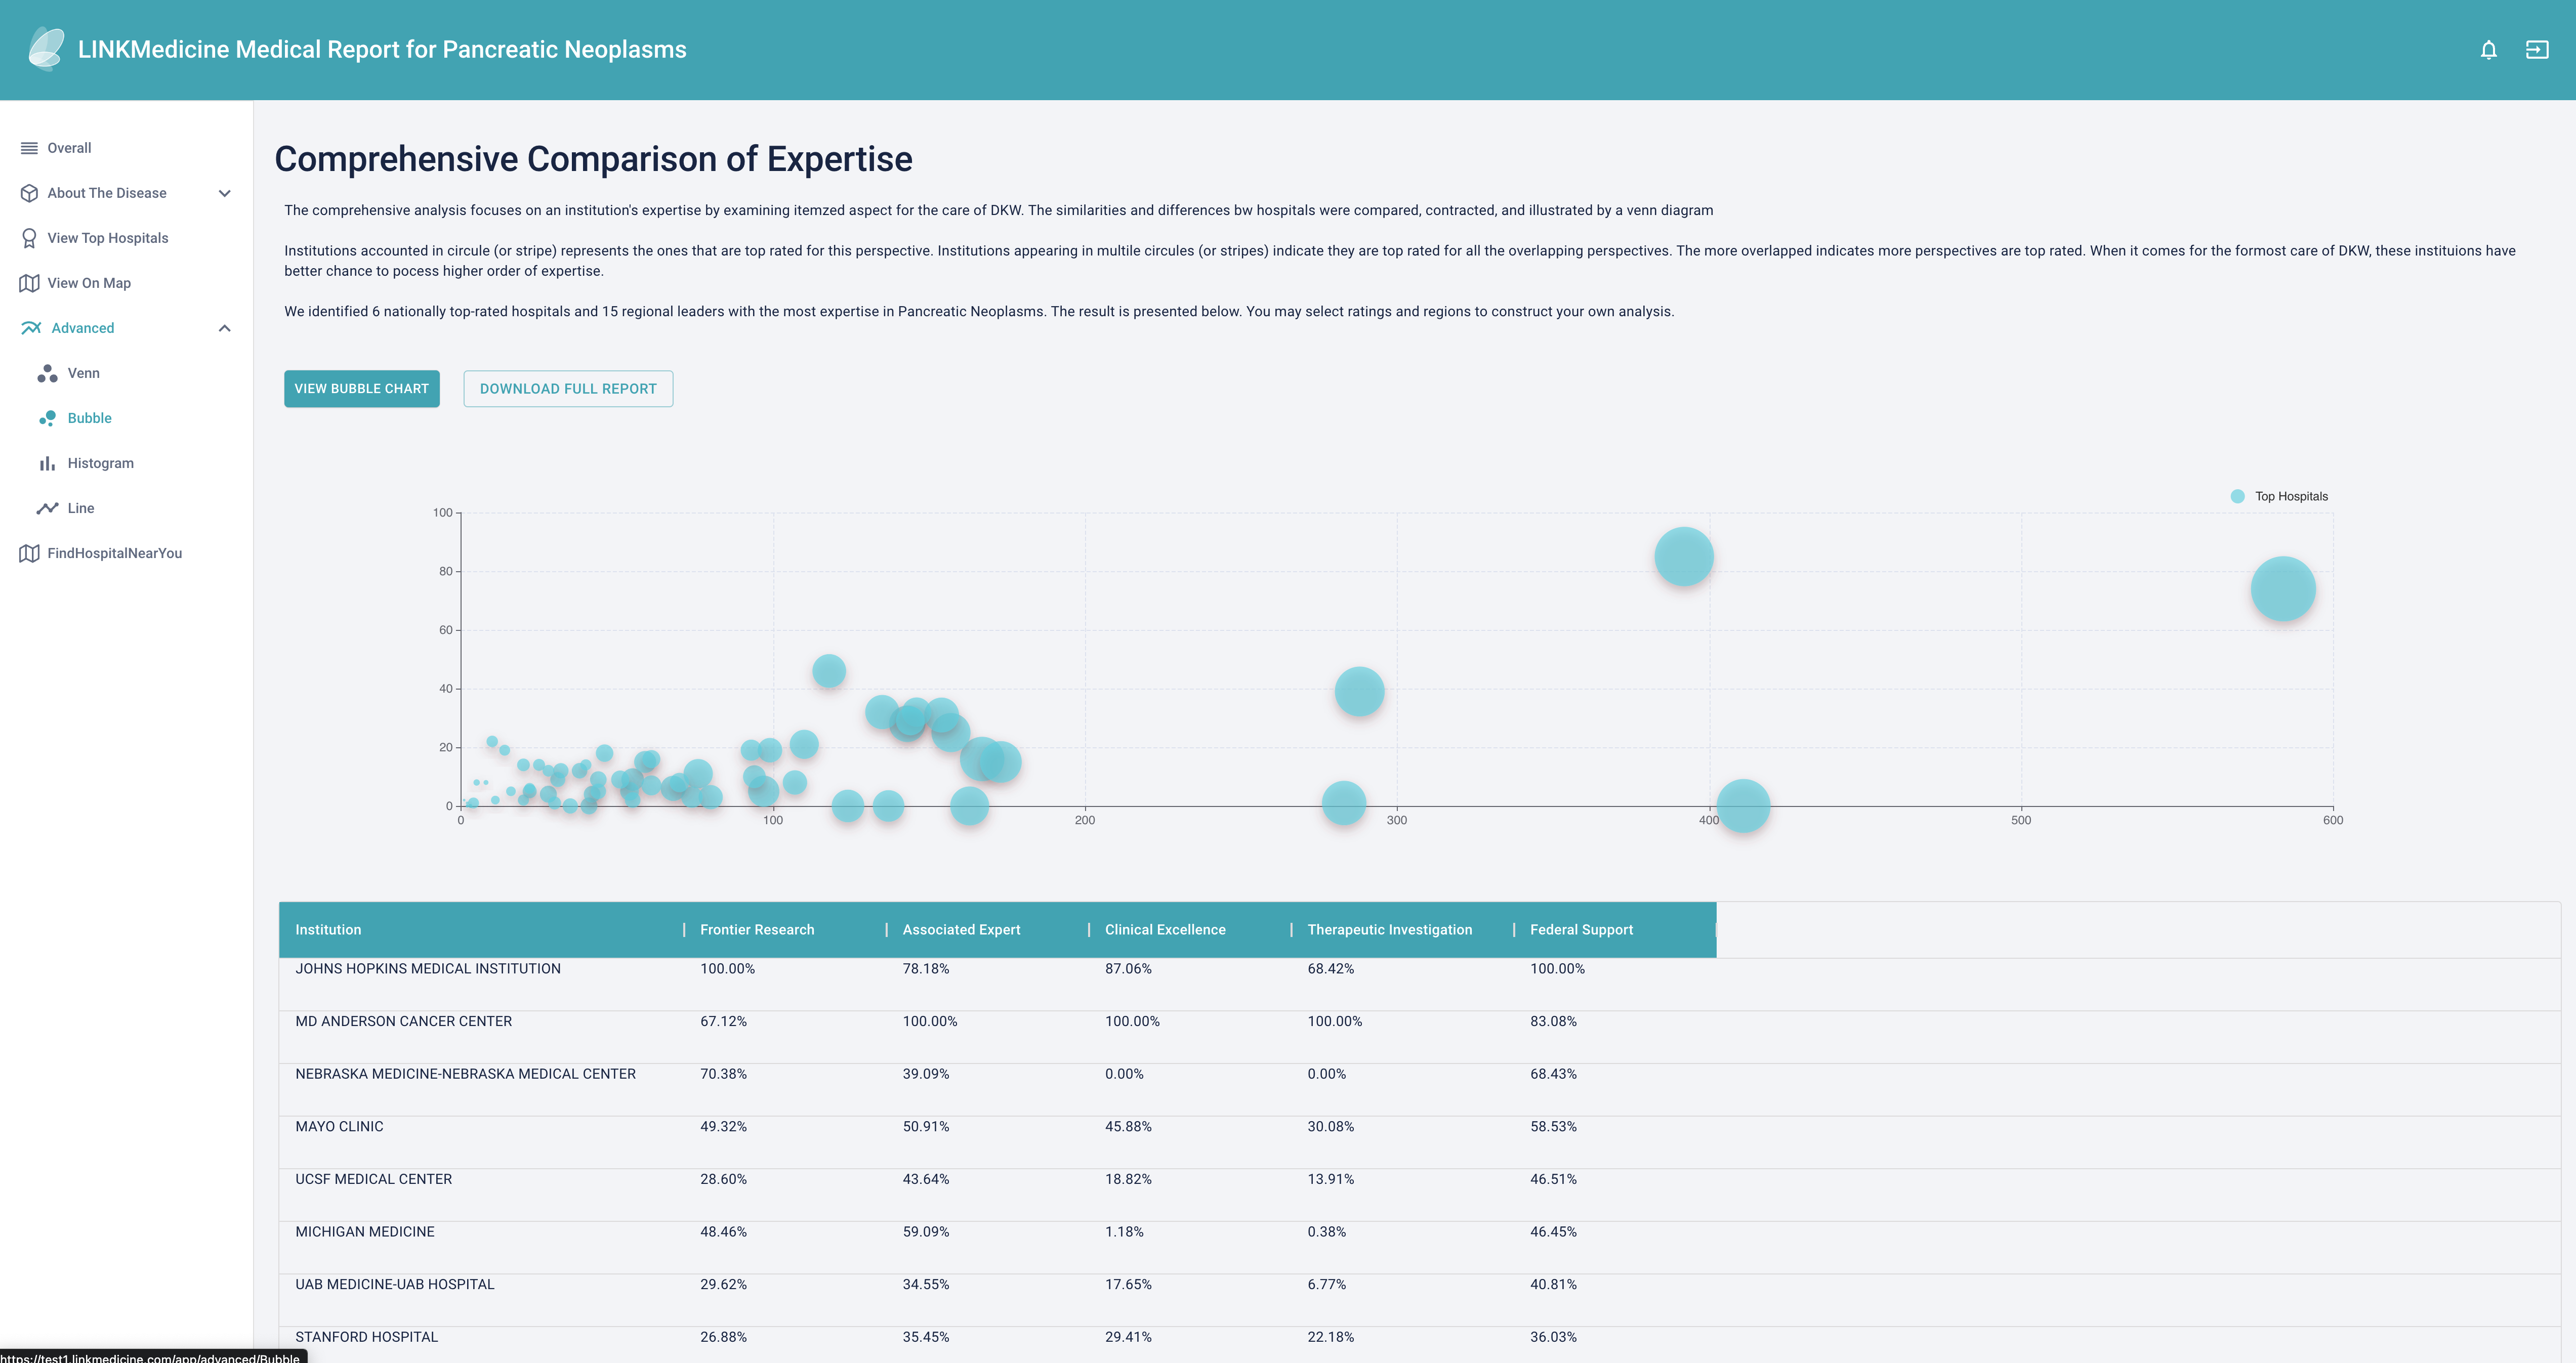 LINKMedicine Medical Report for Pancreatic Neoplasms
Overall
About The Disease
View Top Hospitals
View On Map
Advanced
Venn
Bubble
Histogram
Line
FindHospitalNearYou
Comprehensive Comparison of Expertise
The comprehensive analysis focuses on an institution's expertise by examining itemzed aspect for the care of DKW. The similarities and differences bw hospitals were compared, contracted, and illustrated by a venn diagram
Institutions accounted in circule (or stripe) represents the ones that are top rated for this perspective. Institutions appearing in multile circules (or stripes) indicate they are top rated for all the overlapping perspectives. The more overlapped indicates more perspectives are top rated. When it comes for the formost care of DKW, these instituions have
better chance to pocess higher order of expertise.
We identified 6 nationally top-rated hospitals and 15 regional leaders with the most expertise in Pancreatic Neoplasms. The result is presented below. You may select ratings and regions to construct your own analysis.
VIEW BUBBLE CHART DOWNLOAD FULL REPORT
Top Hospitals
100
80
60
40
20
0
0 100 200 300 400 500 600
Institution | Frontier Research | Associated Expert | Clinical Excellence | Therapeutic Investigation | Federal Support
JOHNS HOPKINS MEDICAL INSTITUTION 100.00% 78.18% 87.06% 68.42% 100.00%
MD ANDERSON CANCER CENTER 67.12% 100.00% 100.00% 100.00% 83.08%
NEBRASKA MEDICINE-NEBRASKA MEDICAL CENTER 70.38% 39.09% 0.00% 0.00% 68.43%
MAYO CLINIC 49.32% 50.91% 45.88% 30.08% 58.53%
UCSF MEDICAL CENTER 28.60% 43.64% 18.82% 13.91% 46.51%
MICHIGAN MEDICINE 48.46% 59.09% 1.18% 0.38% 46.45%
UAB MEDICINE-UAB HOSPITAL 29.62% 34.55% 17.65% 6.77% 40.81%
STANFORD HOSPITAL 26.88% 35.45% 29.41% 22.18% 36.03%
https://test1.linkmedicine.com/app/advanced/Bubble